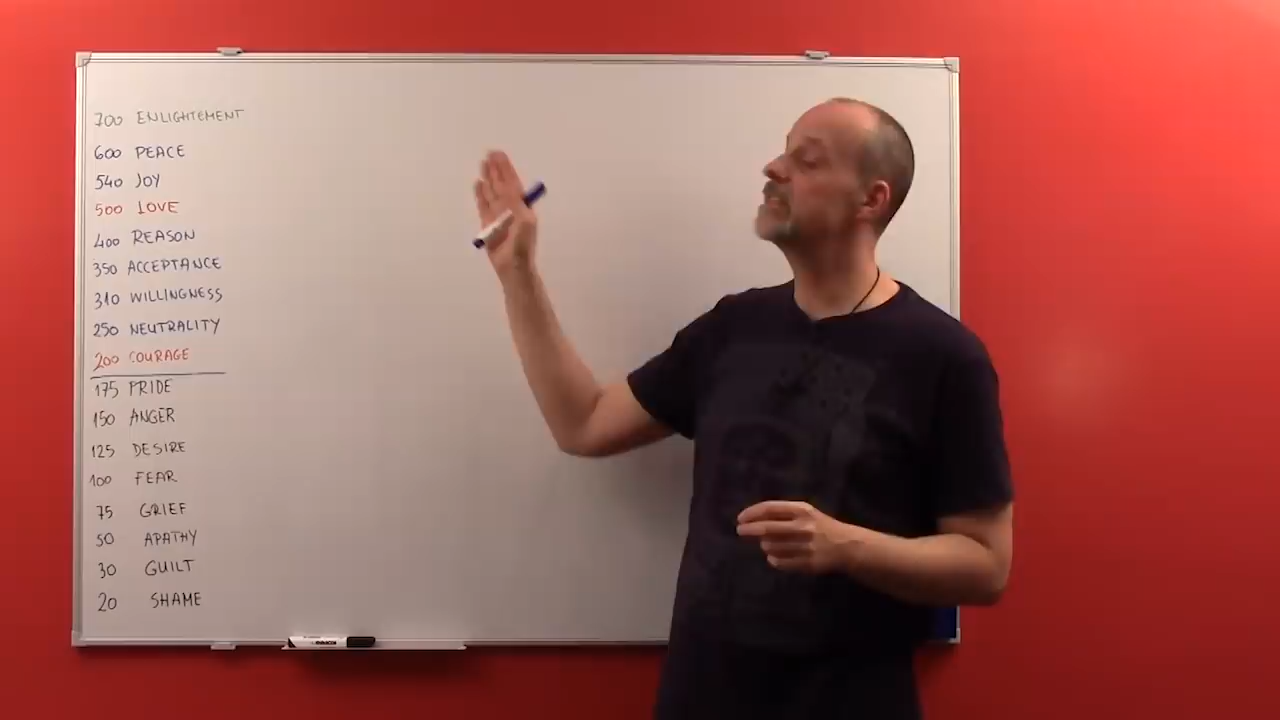 700 ENLIGHTEMENT
600 PEACE
540 JOY
500 LOVE
400 REASON
350 ACCEPTANCE
310 WILLINGNESS
250 NEUTRALITY
200 COURAGE
175 PRIDE
150 ANGER
125 DESIRE
100 FEAR
75 GRIEF
50 APATHY
30 GUILT
20 SHAME